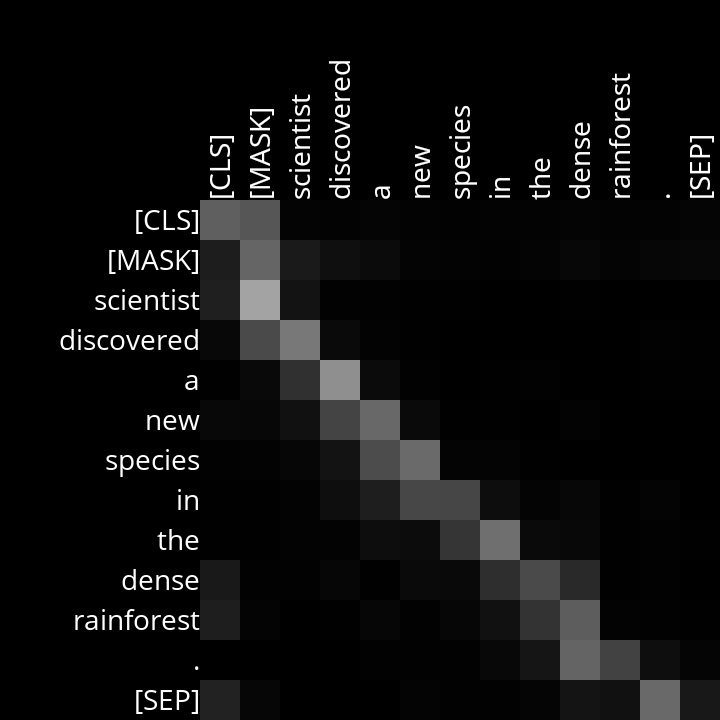 [CLS]
[MASK]
scientist
discovered
a
new
species
in
the
dense
rainforest
.
[SEP]
[CLS]
[MASK]
scientist
discovered
a
new
species
in
the
dense
rainforest
.
[SEP]